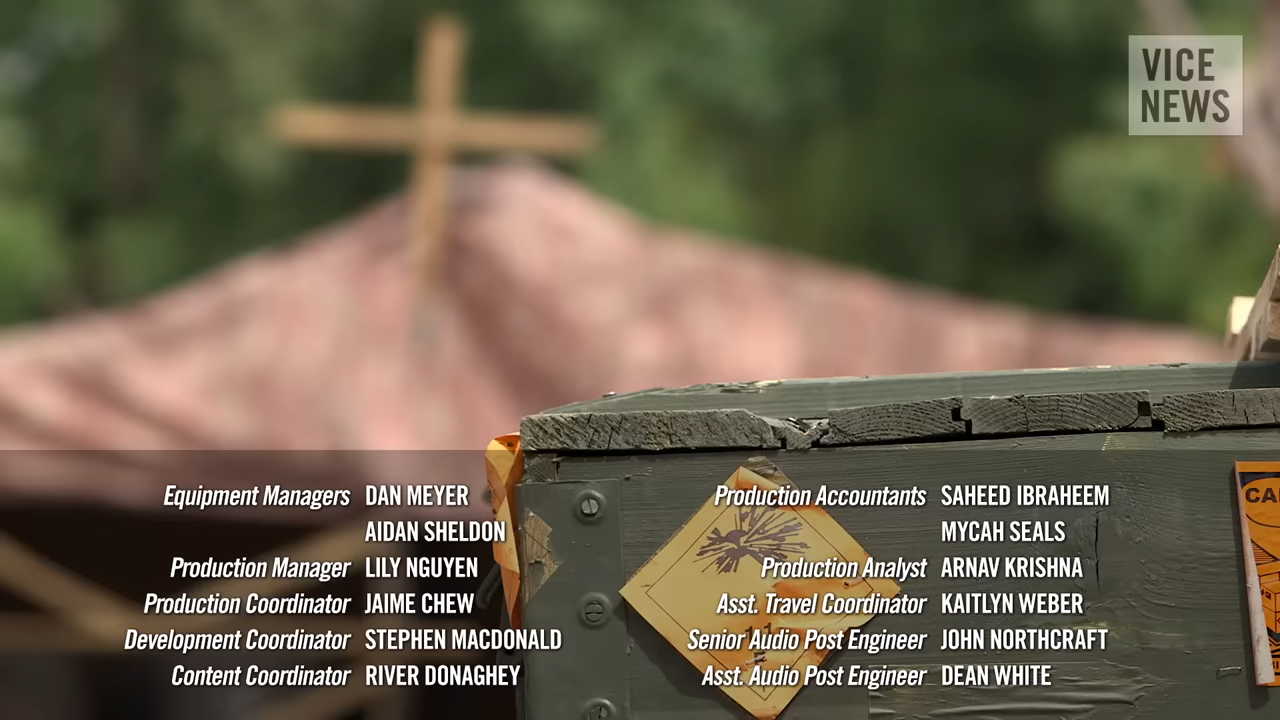 VICE
NEWS
Equipment Managers DAN MEYER
AIDAN SHELDON
Production Manager LILY NGUYEN
Production Coordinator JAIME CHEW
Development Coordinator STEPHEN MACDONALD
Content Coordinator RIVER DONAGHEY
Production Accountants SAHEED IBRAHEEM
MYCAH SEALS
Production Analyst ARNAV KRISHNA
Asst. Travel Coordinator KAITLYN WEBER
Senior Audio Post Engineer JOHN NORTHCRAFT
Asst. Audio Post Engineer DEAN WHITE
1.1